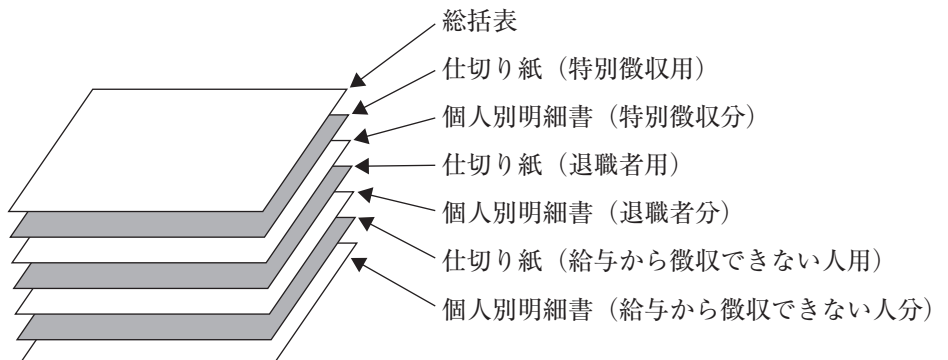 総括表
仕切り紙（特別徴収用）
個人別明細書（特別徴収分）
仕切り紙（退職者用）
個人別明細書（退職者分）
仕切り紙（給与から徴収できない人用）
個人別明細書（給与から徴収できない人分）